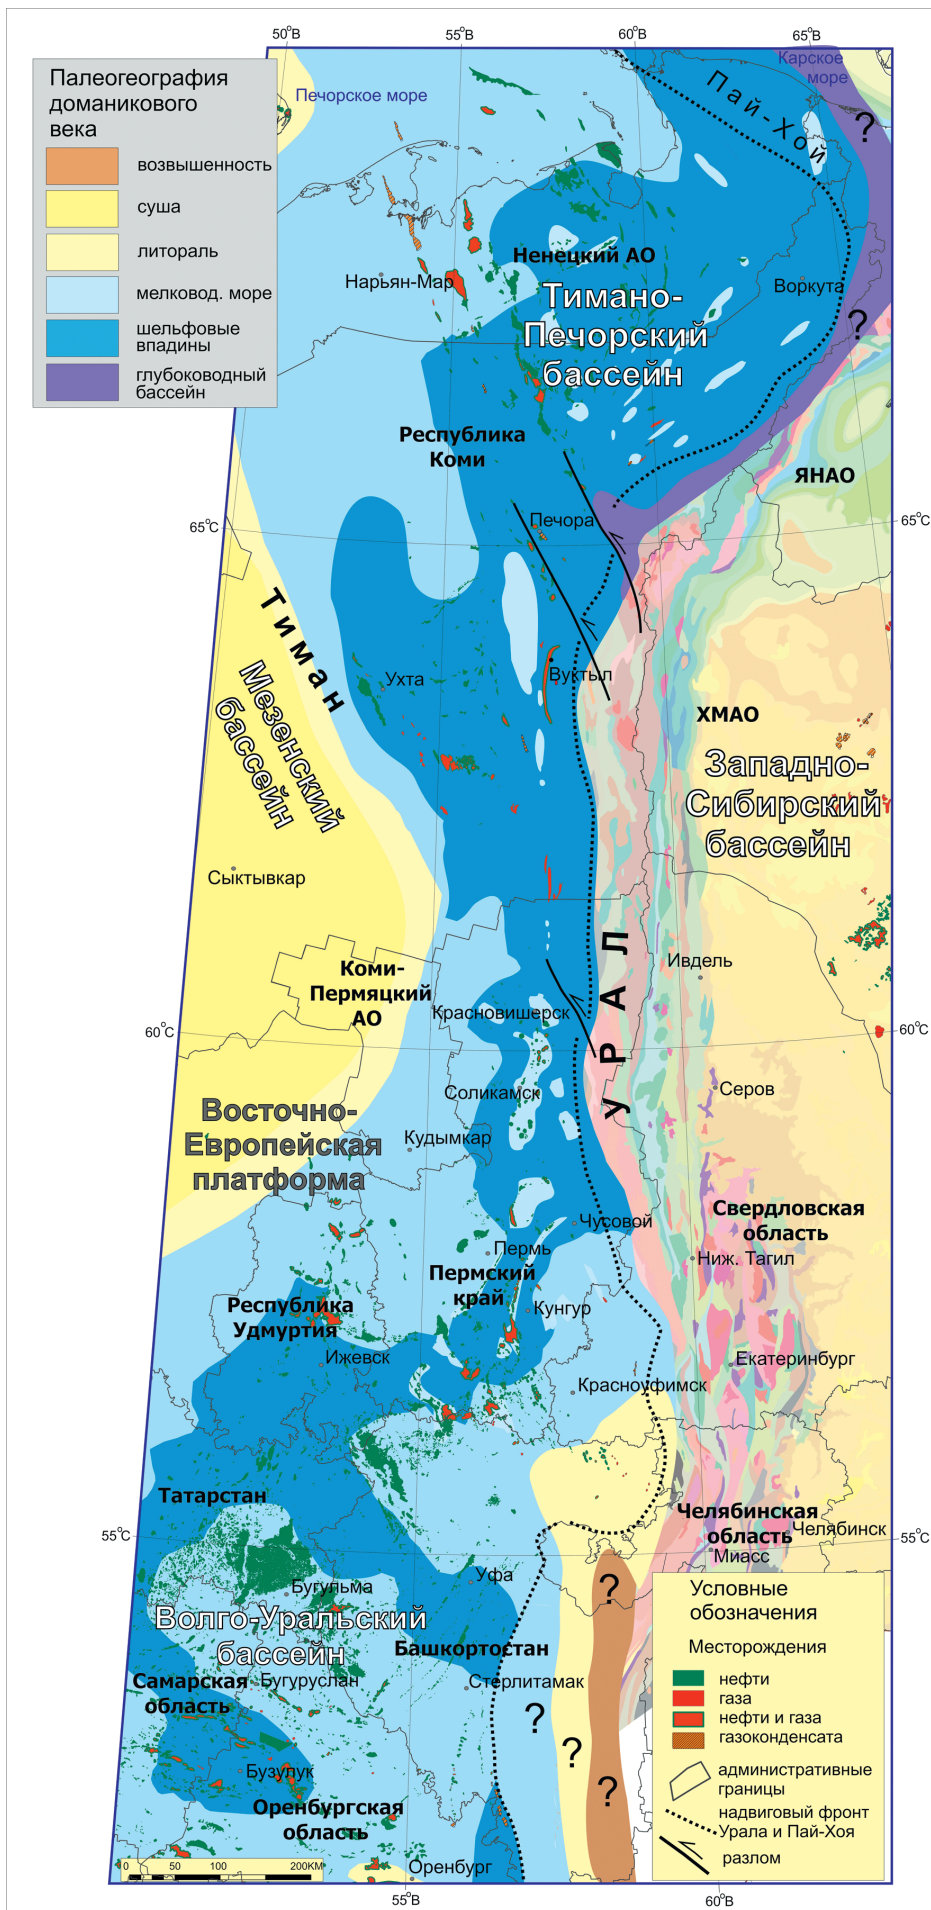 50°В
55°В
60°В
65°В
Палеогеография
доманикового
века
возвышенность
суша
литораль
мелковод. море
шельфовые
впадины
глубоководный
бассейн
Печорское море
Карское
море
Пай-Хой
?
Ненецкий АО
Нарьян-Мар
Воркута
Тимано-
Печорский
бассейн
?
Республика
Коми
ЯНАО
65°С
65°С
Печора
Тиман
Мезенский
бассейн
Ухта
Вуктыл
ХМАО
Западно-
Сибирский
бассейн
Сыктывкар
УРАЛ
Ивдель
Коми-
Пермяцкий
АО
Красновишерск
60°С
60°С
Соликамск
Серов
Восточно-
Европейская
платформа
Кудымкар
Чусовой
Свердловская
область
Пермь
Ниж. Тагил
Пермский
край
Кунгур
Республика
Удмуртия
Ижевск
Екатеринбург
Красноуфимск
Татарстан
Челябинская
область
Челябинск
55°С
55°С
Миасс
Уфа
?
Бугульма
Волго-Уральский
бассейн
Башкортостан
Самарская
область
Бугуруслан
Стерлитамак
?
?
?
Бузулук
Оренбургская
область
Оренбург
0 50 100 200KM
Условные
обозначения
Месторождения
нефти
газа
нефти и газа
газоконденсата
административные
границы
надвиговый фронт
Урала и Пай-Хоя
разлом
55°В
60°В